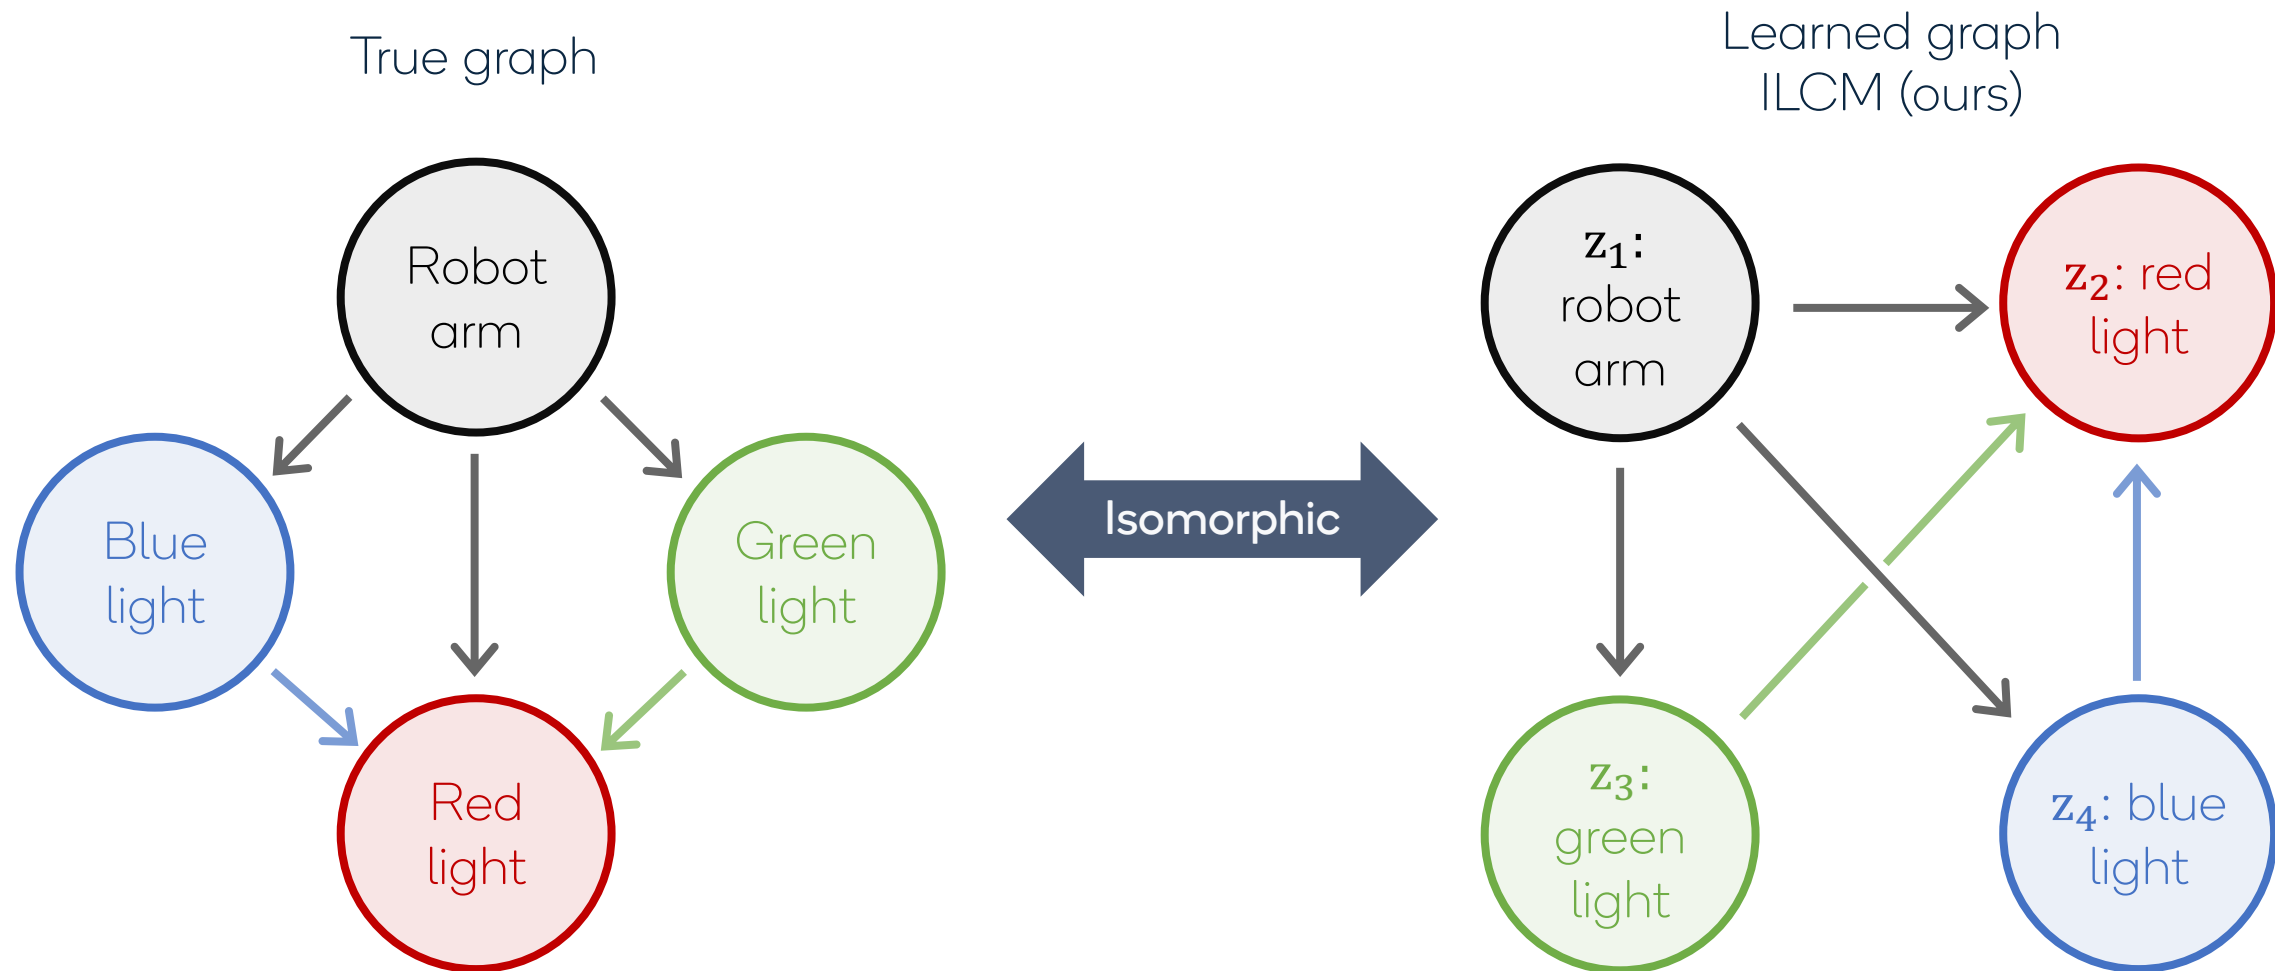 True graph
Robot
arm
Blue
light
Green
light
Red
light
Isomorphic
Learned graph
ILCM (ours)
z₁:
robot
arm
z₂: red
light
z₃:
green
light
z₄: blue
light